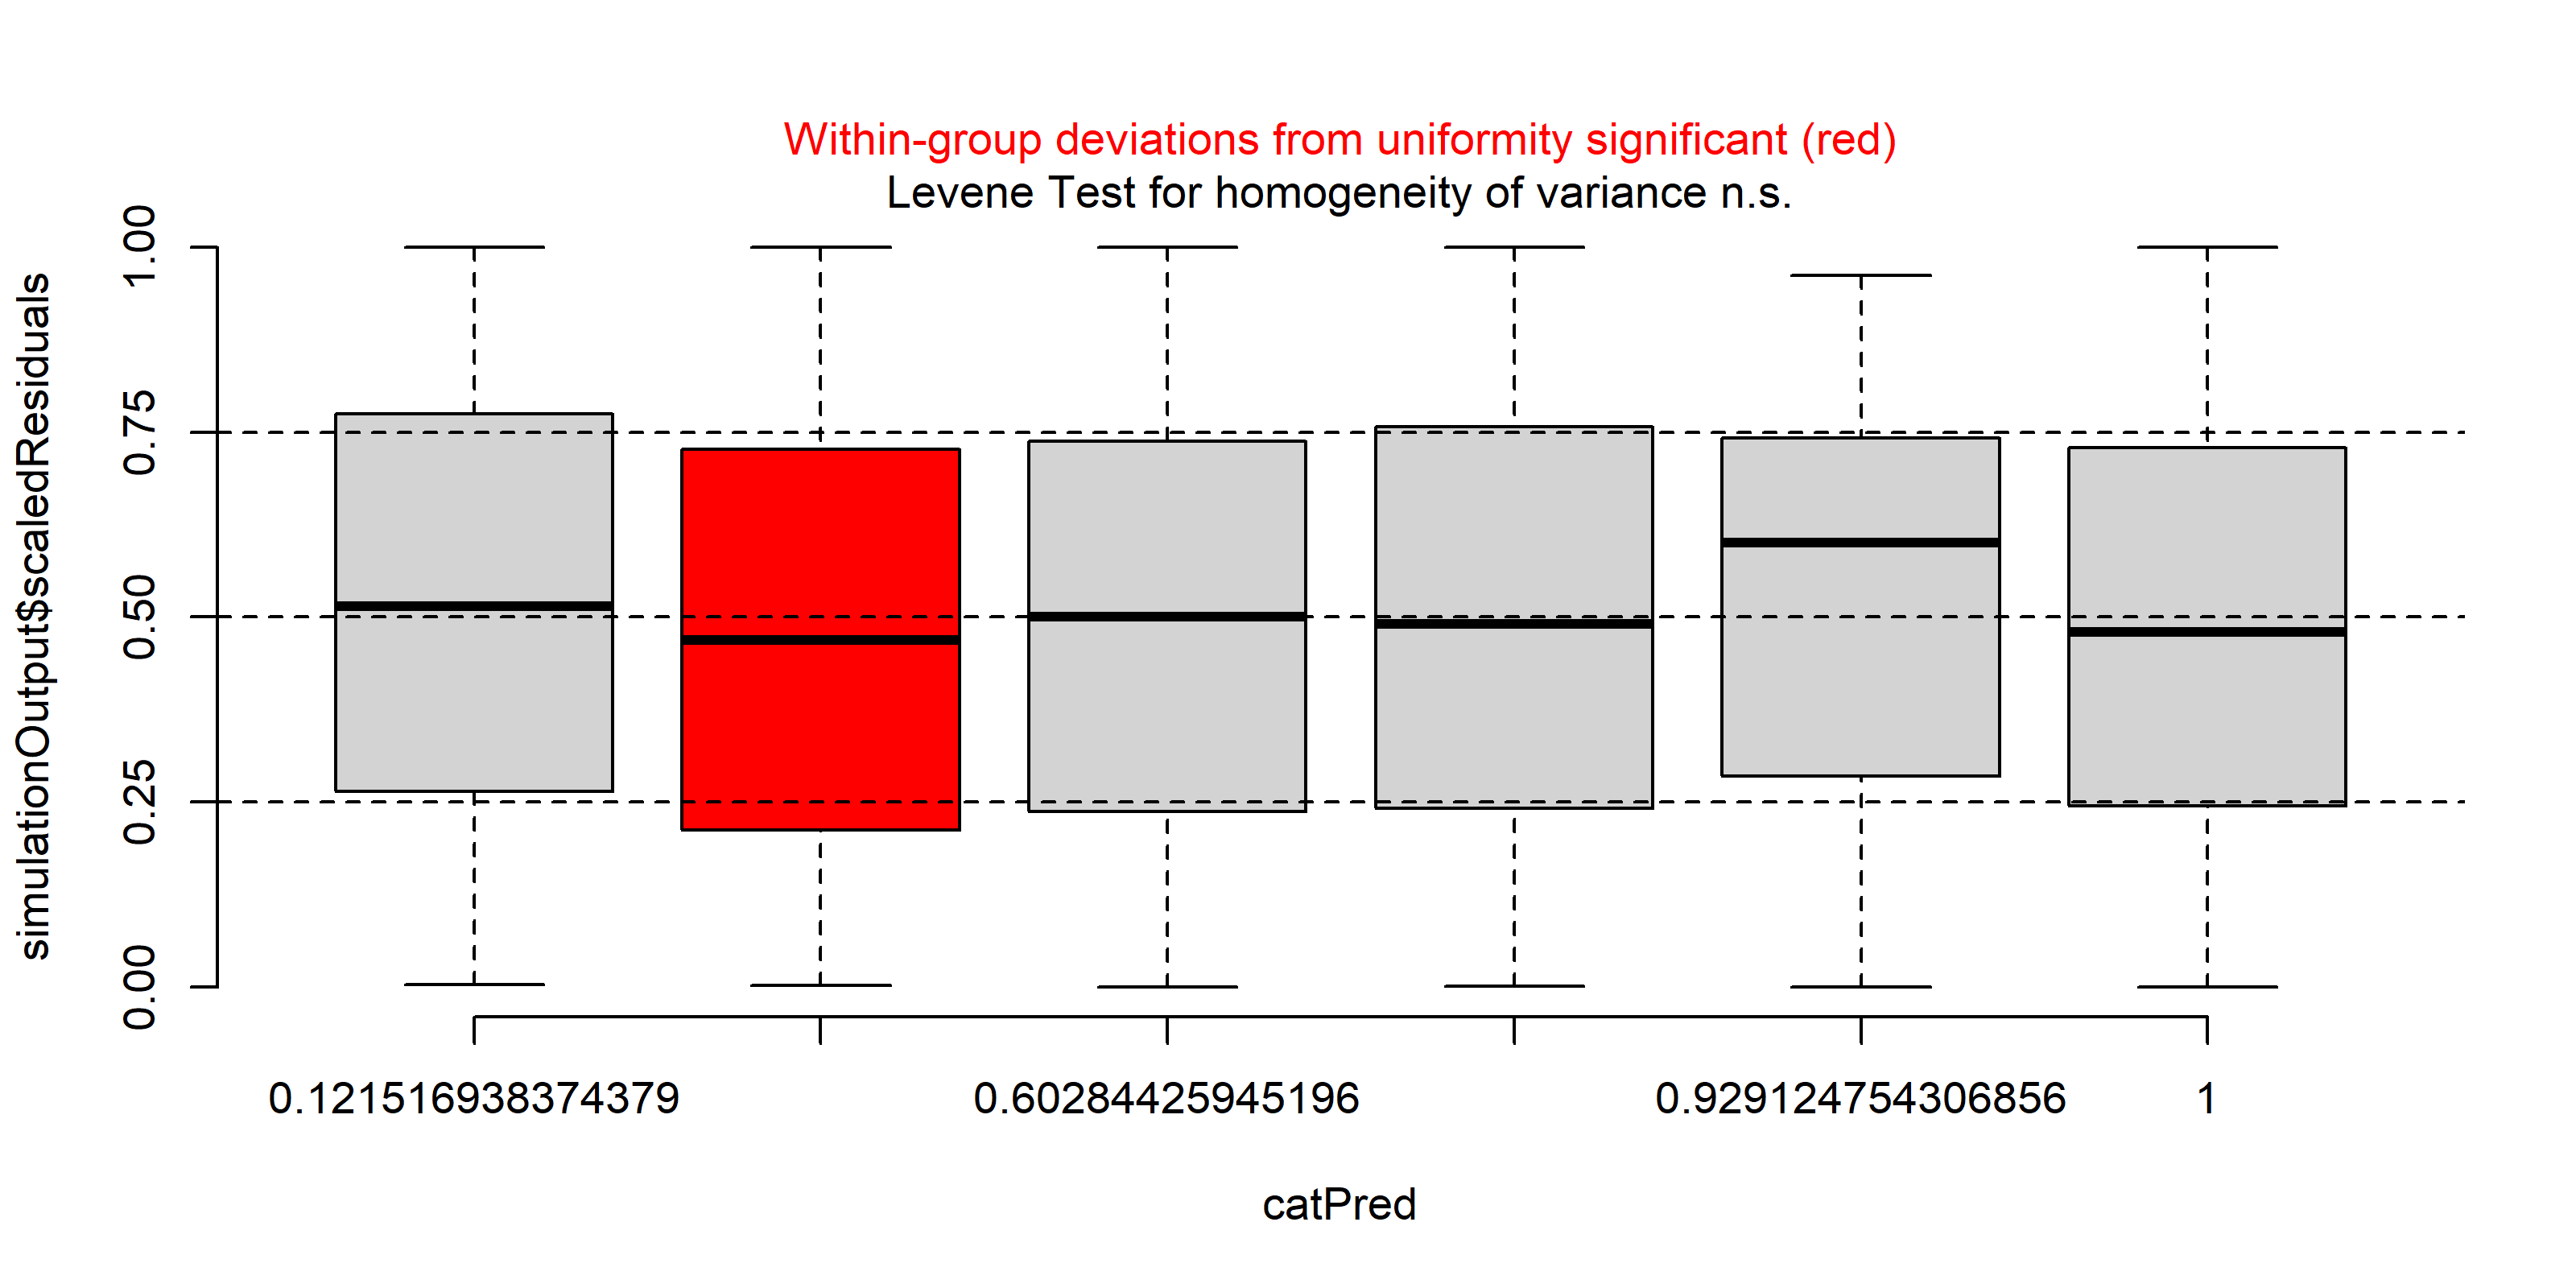 Within-group deviations from uniformity significant (red)
Levene Test for homogeneity of variance n.s.
simulationOutput$scaledResiduals
1.00
0.75
0.50
0.25
0.00
0.121516938374379
0.60284425945196
0.929124754306856
1
catPred